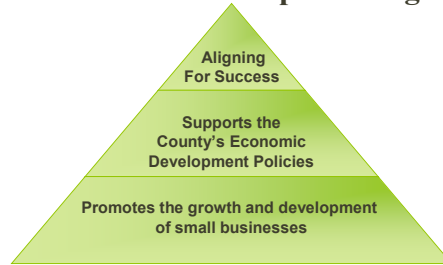 Aligning
For Success
Supports the
County's Economic
Development Policies
Promotes the growth and development
of small businesses